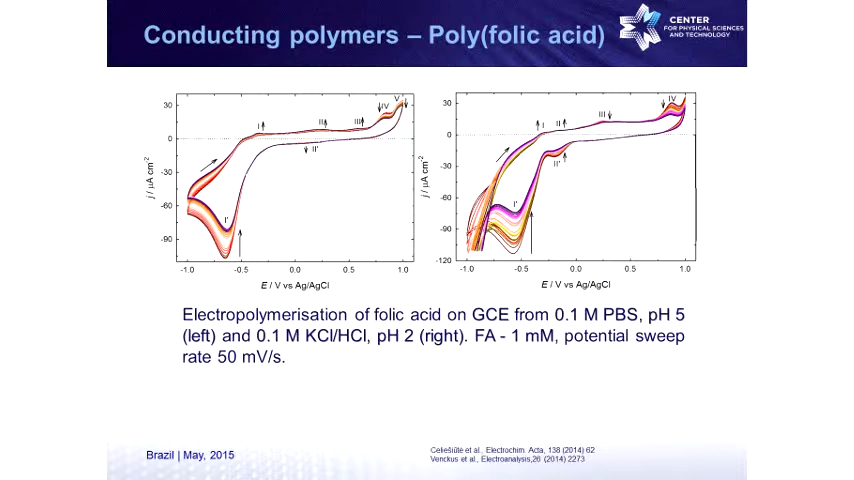 Conducting polymers – Poly(folic acid)
CENTER
FOR PHYSICAL SCIENCES
AND TECHNOLOGY
30
0
-30
-60
-90
j / µA cm-2
-1.0 -0.5 0.0 0.5 1.0
E / V vs Ag/AgCl
I
II
III
IV
V
II'
I'
30
0
-30
-60
-90
-120
j / µA cm-2
-1.0 -0.5 0.0 0.5 1.0
E / V vs Ag/AgCl
I
II
III
IV
II'
I'
Electropolymerisation of folic acid on GCE from 0.1 M PBS, pH 5
(left) and 0.1 M KCl/HCl, pH 2 (right). FA - 1 mM, potential sweep
rate 50 mV/s.
Brazil | May, 2015
Celiešiūtė et al., Electrochim. Acta, 138 (2014) 62
Venckus et al., Electroanalysis,26 (2014) 2273